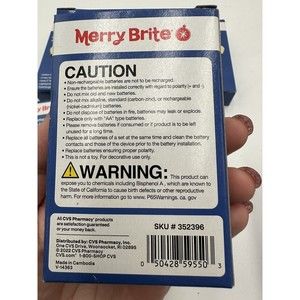 Merry Brite
CAUTION
• Non-rechargeable batteries are not to be recharged.
• Ensure the batteries are installed correctly with regard to polarity (+ and -).
• Do not mix old and new batteries.
• Do not mix alkaline, standard (carbon-zinc), or rechargeable
(nickel-cadmium) batteries.
• Do not dispose of batteries in fire, batteries may leak or explode.
• Replace only with "AA" type batteries.
• Please remove batteries if consumed or if product is to be left
unused for a long time.
• Replace all batteries of a set at the same time and clean the battery
contacts and those of the device prior to the battery installation.
• Replace batteries ensuring proper polarity.
• This is not a toy. For decorative use only.
WARNING: This product can
expose you to chemicals including Bisphenol A, which are known to
the State of California to cause birth defects or other reproductive
harm. For more information go to www. P65Warnings. ca. gov
All CVS Pharmacy® products
are satisfaction guaranteed
SKU # 352396
Distributed by: CVS Pharmacy, Inc.
One CVS Drive, Woonsocket, RI 02895
© 2022 CVS Pharmacy
CVS.com® 1-800-SHOP CVS
Made in Cambodia
V-14363
0 50428 59550 3